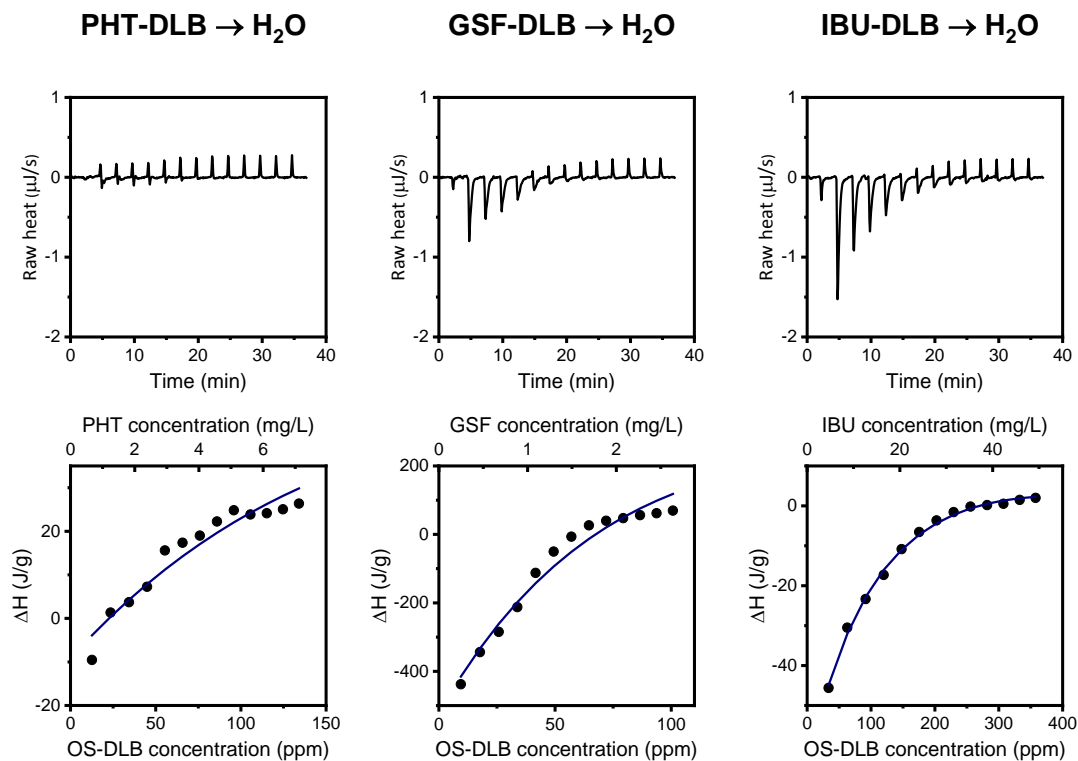 PHT-DLB → H₂O
GSF-DLB → H₂O
IBU-DLB → H₂O
1
0
-1
-2
Raw heat (µJ/s)
0 10 20 30 40
Time (min)
1
0
-1
-2
Raw heat (µJ/s)
0 10 20 30 40
Time (min)
1
0
-1
-2
Raw heat (µJ/s)
0 10 20 30 40
Time (min)
PHT concentration (mg/L)
0 2 4 6
20
0
-20
ΔH (J/g)
0 50 100 150
OS-DLB concentration (ppm)
GSF concentration (mg/L)
0 1 2
200
0
-200
-400
ΔH (J/g)
0 50 100
OS-DLB concentration (ppm)
IBU concentration (mg/L)
0 20 40
0
-20
-40
ΔH (J/g)
0 100 200 300 400
OS-DLB concentration (ppm)